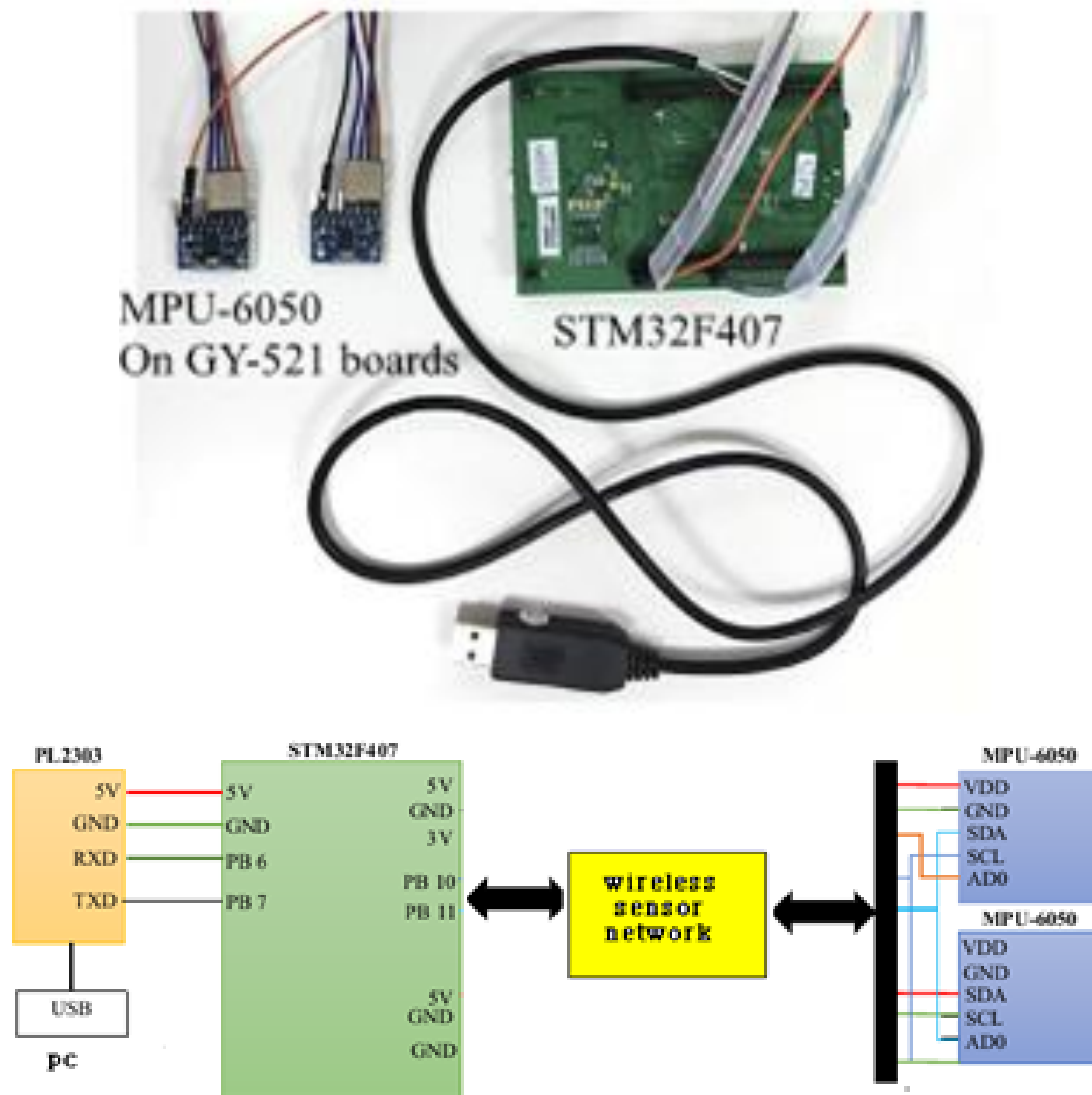 MPU-6050
On GY-521 boards
STM32F407
PL2303
5V
GND
RXD
TXD
USB
PC
STM32F407
5V
GND
PB 6
PB 7
5V
GND
3V
PB 10
PB 11
5V
GND
GND
wireless
sensor
network
MPU-6050
VDD
GND
SDA
SCL
AD0
MPU-6050
VDD
GND
SDA
SCL
AD0